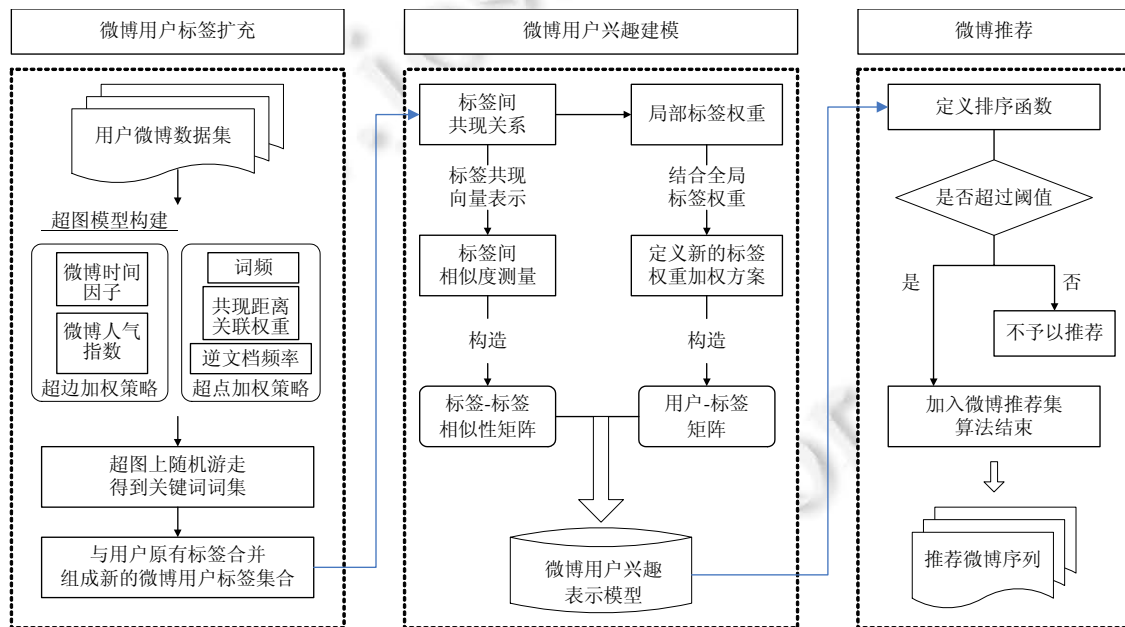 微博用户标签扩充
用户微博数据集
超图模型构建
微博时间
因子
微博人气
指数
超边加权策略
词频
共现距离
关联权重
逆文档频率
超点加权策略
超图上随机游走
得到关键词词集
与用户原有标签合并
组成新的微博用户标签集合
微博用户兴趣建模
标签间
共现关系
局部标签权重
标签共现
向量表示
结合全局
标签权重
标签间
相似度测量
定义新的标签
权重加权方案
构造
构造
标签-标签
相似性矩阵
用户-标签
矩阵
微博用户兴趣
表示模型
微博推荐
定义排序函数
是否超过阈值
是
否
不予以推荐
加入微博推荐集
算法结束
推荐微博序列